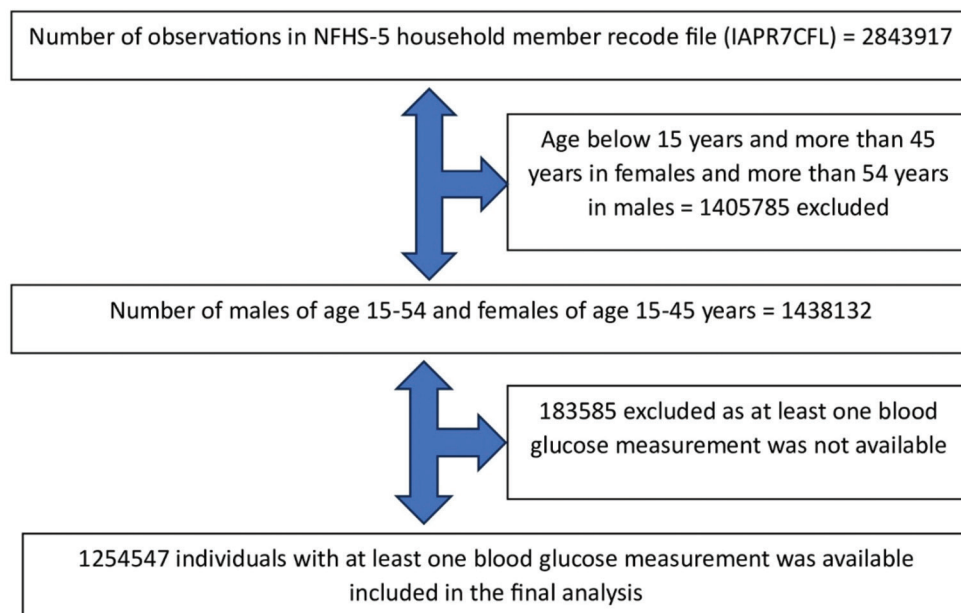 Number of observations in NFHS-5 household member recode file (IAPR7CFL) = 2843917
Age below 15 years and more than 45
years in females and more than 54 years
in males = 1405785 excluded
Number of males of age 15-54 and females of age 15-45 years = 1438132
183585 excluded as at least one blood
glucose measurement was not available
1254547 individuals with at least one blood glucose measurement was available
included in the final analysis